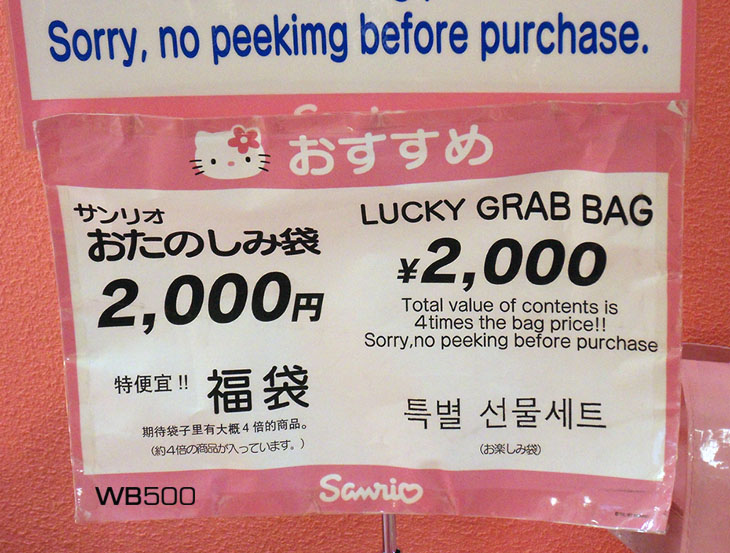 Sorry, no peekimg before purchase.
おすすめ
サンリオ
おたのしみ袋
2,000円
特便宜!! 福袋
期待袋子里有大概4倍的商品。
(約4倍の商品が入っています。)
LUCKY GRAB BAG
¥2,000
Total value of contents is
4times the bag price!!
Sorry,no peeking before purchase
특별 선물세트
(お楽しみ袋)
WB500
Sanrio